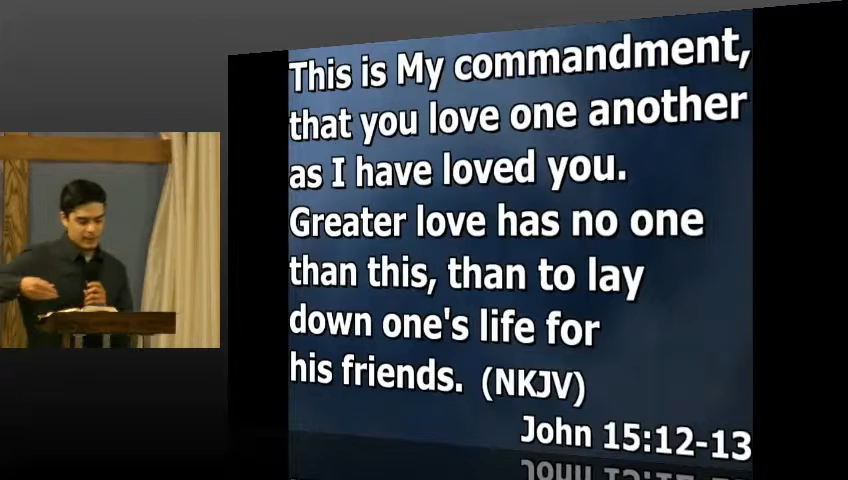 This is My commandment,
that you love one another
as I have loved you.
Greater love has no one
than this, than to lay
down one's life for
his friends. (NKJV)
John 15:12-13